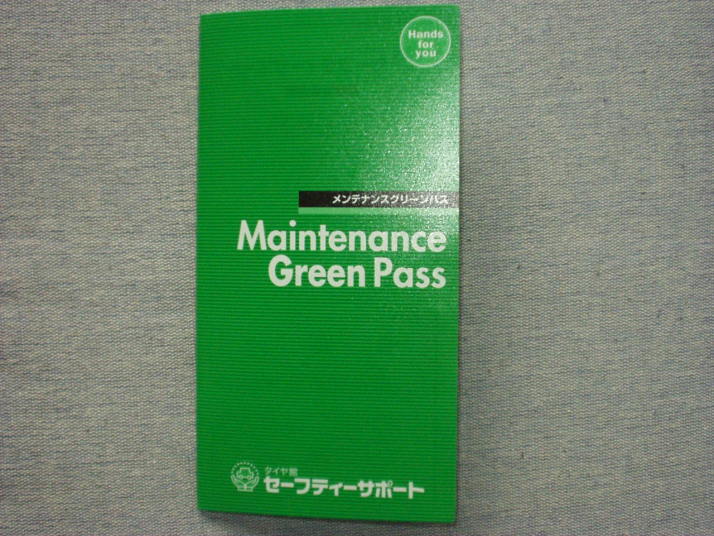 Hands
for
you
メンテナンスグリーンパス
Maintenance
Green Pass
タイヤ館
セーフティーサポート